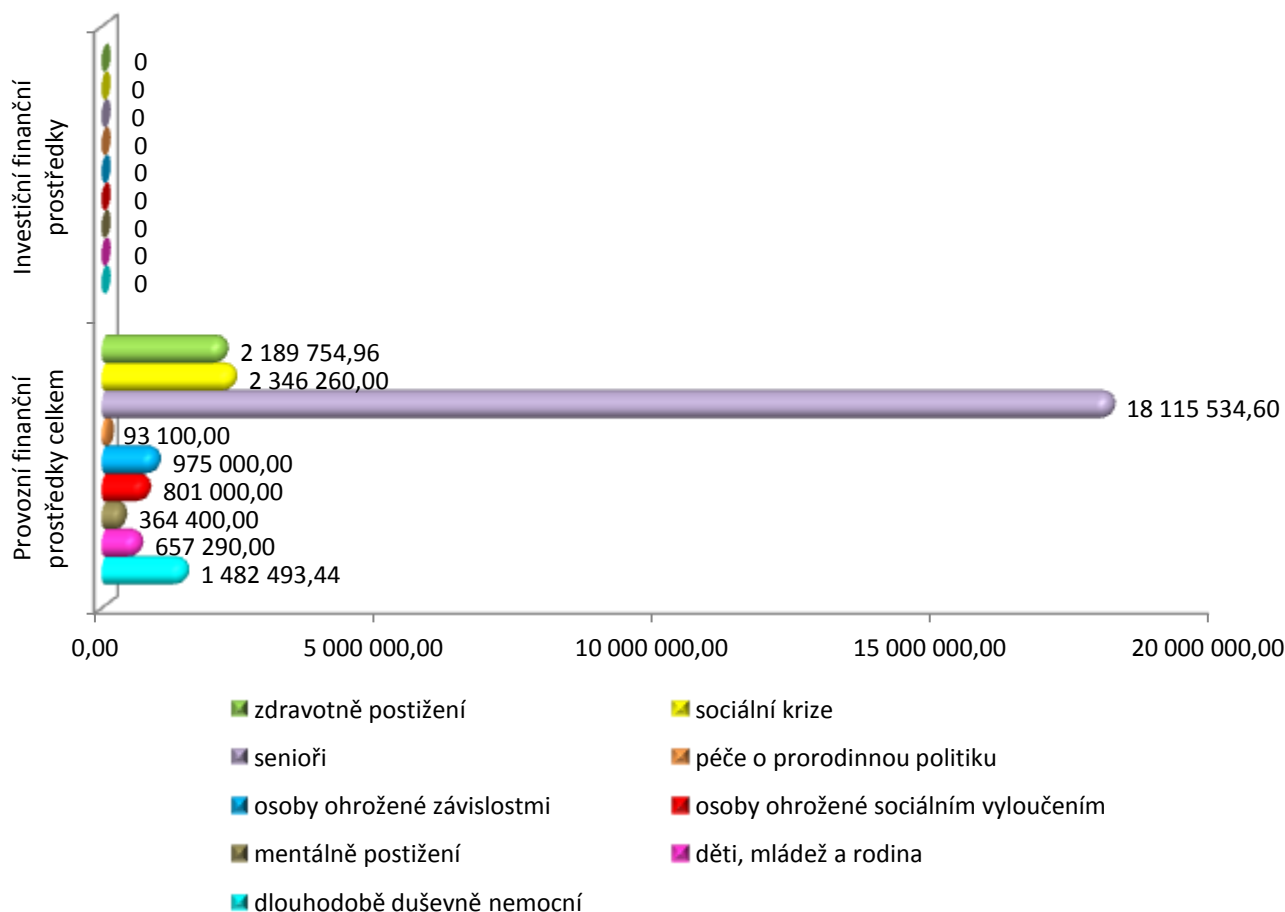 Investiční finanční
prostředky
0
0
0
0
0
0
0
0
0
Provozní finanční
prostředky celkem
2 189 754,96
2 346 260,00
18 115 534,60
93 100,00
975 000,00
801 000,00
364 400,00
657 290,00
1 482 493,44
0,00 5 000 000,00 10 000 000,00 15 000 000,00 20 000 000,00
zdravotně postižení sociální krize
senioři péče o prorodinnou politiku
osoby ohrožené závislostmi osoby ohrožené sociálním vyloučením
mentálně postižení děti, mládež a rodina
dlouhodobě duševně nemocní